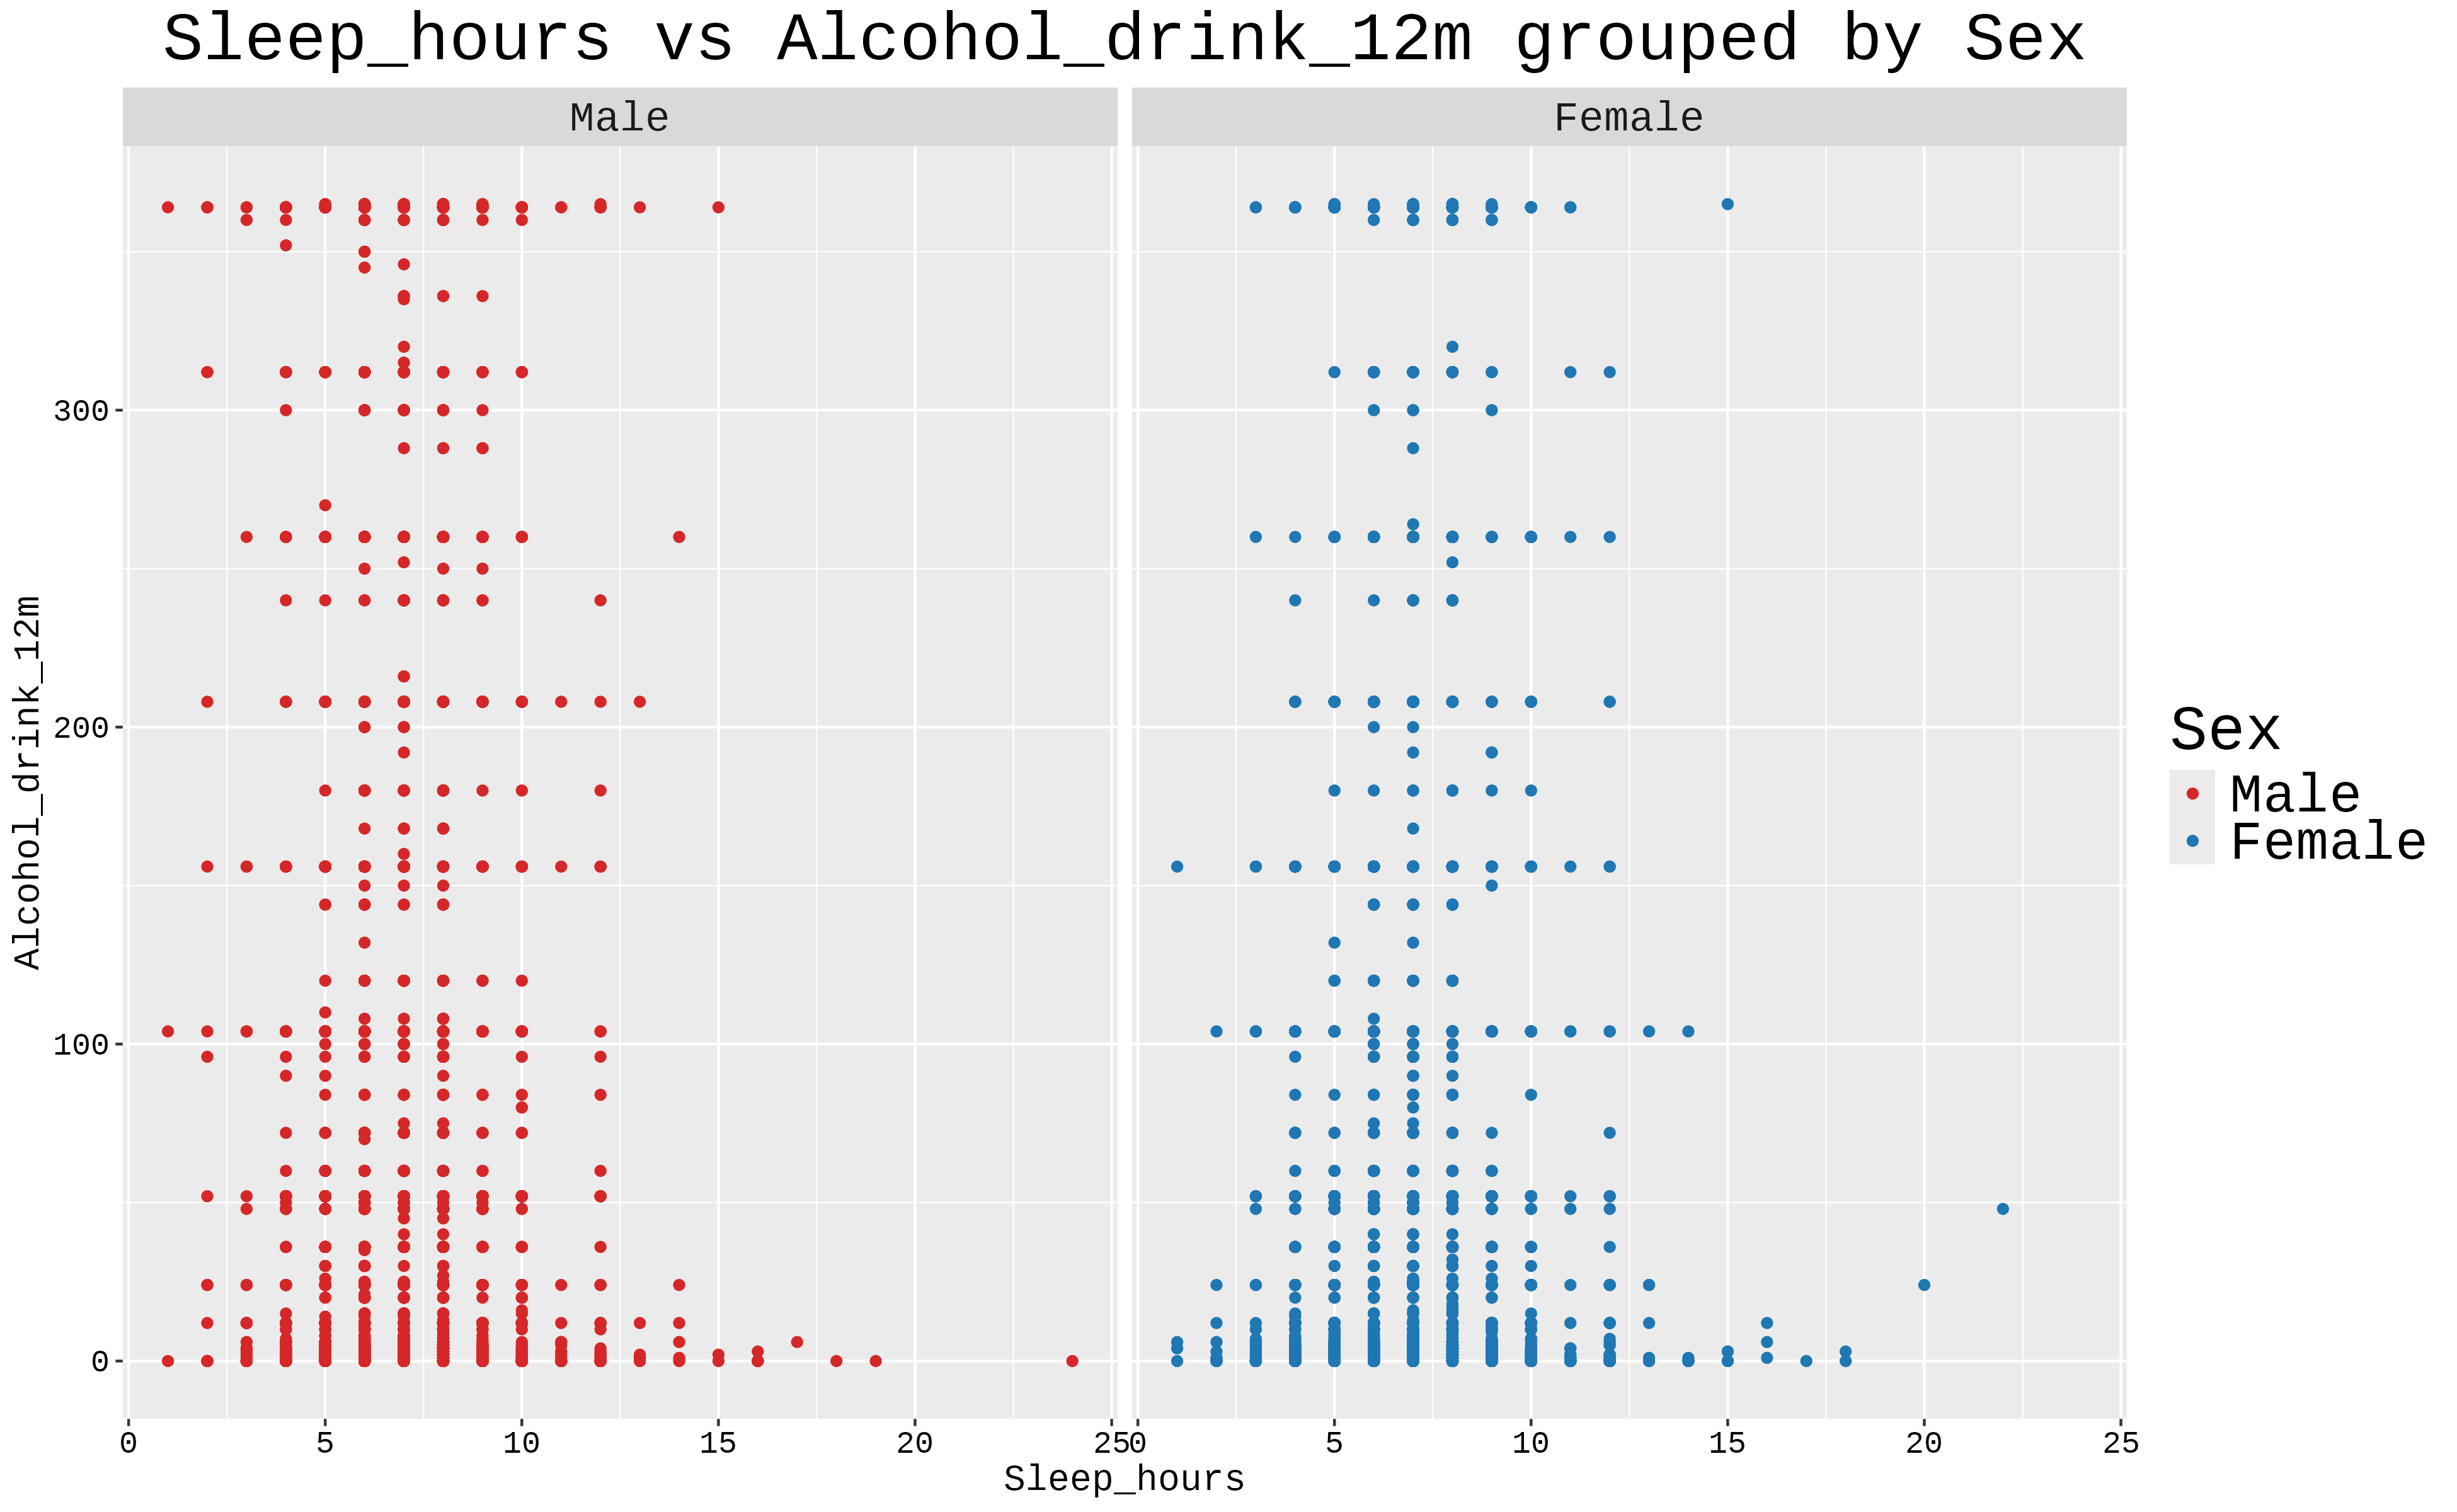 Sleep_hours vs Alcohol_drink_12m grouped by Sex
Male
Female
Alcohol_drink_12m
300
200
100
0
0
5
10
15
20
25
0
5
10
15
20
25
Sleep_hours
Sex
Male
Female